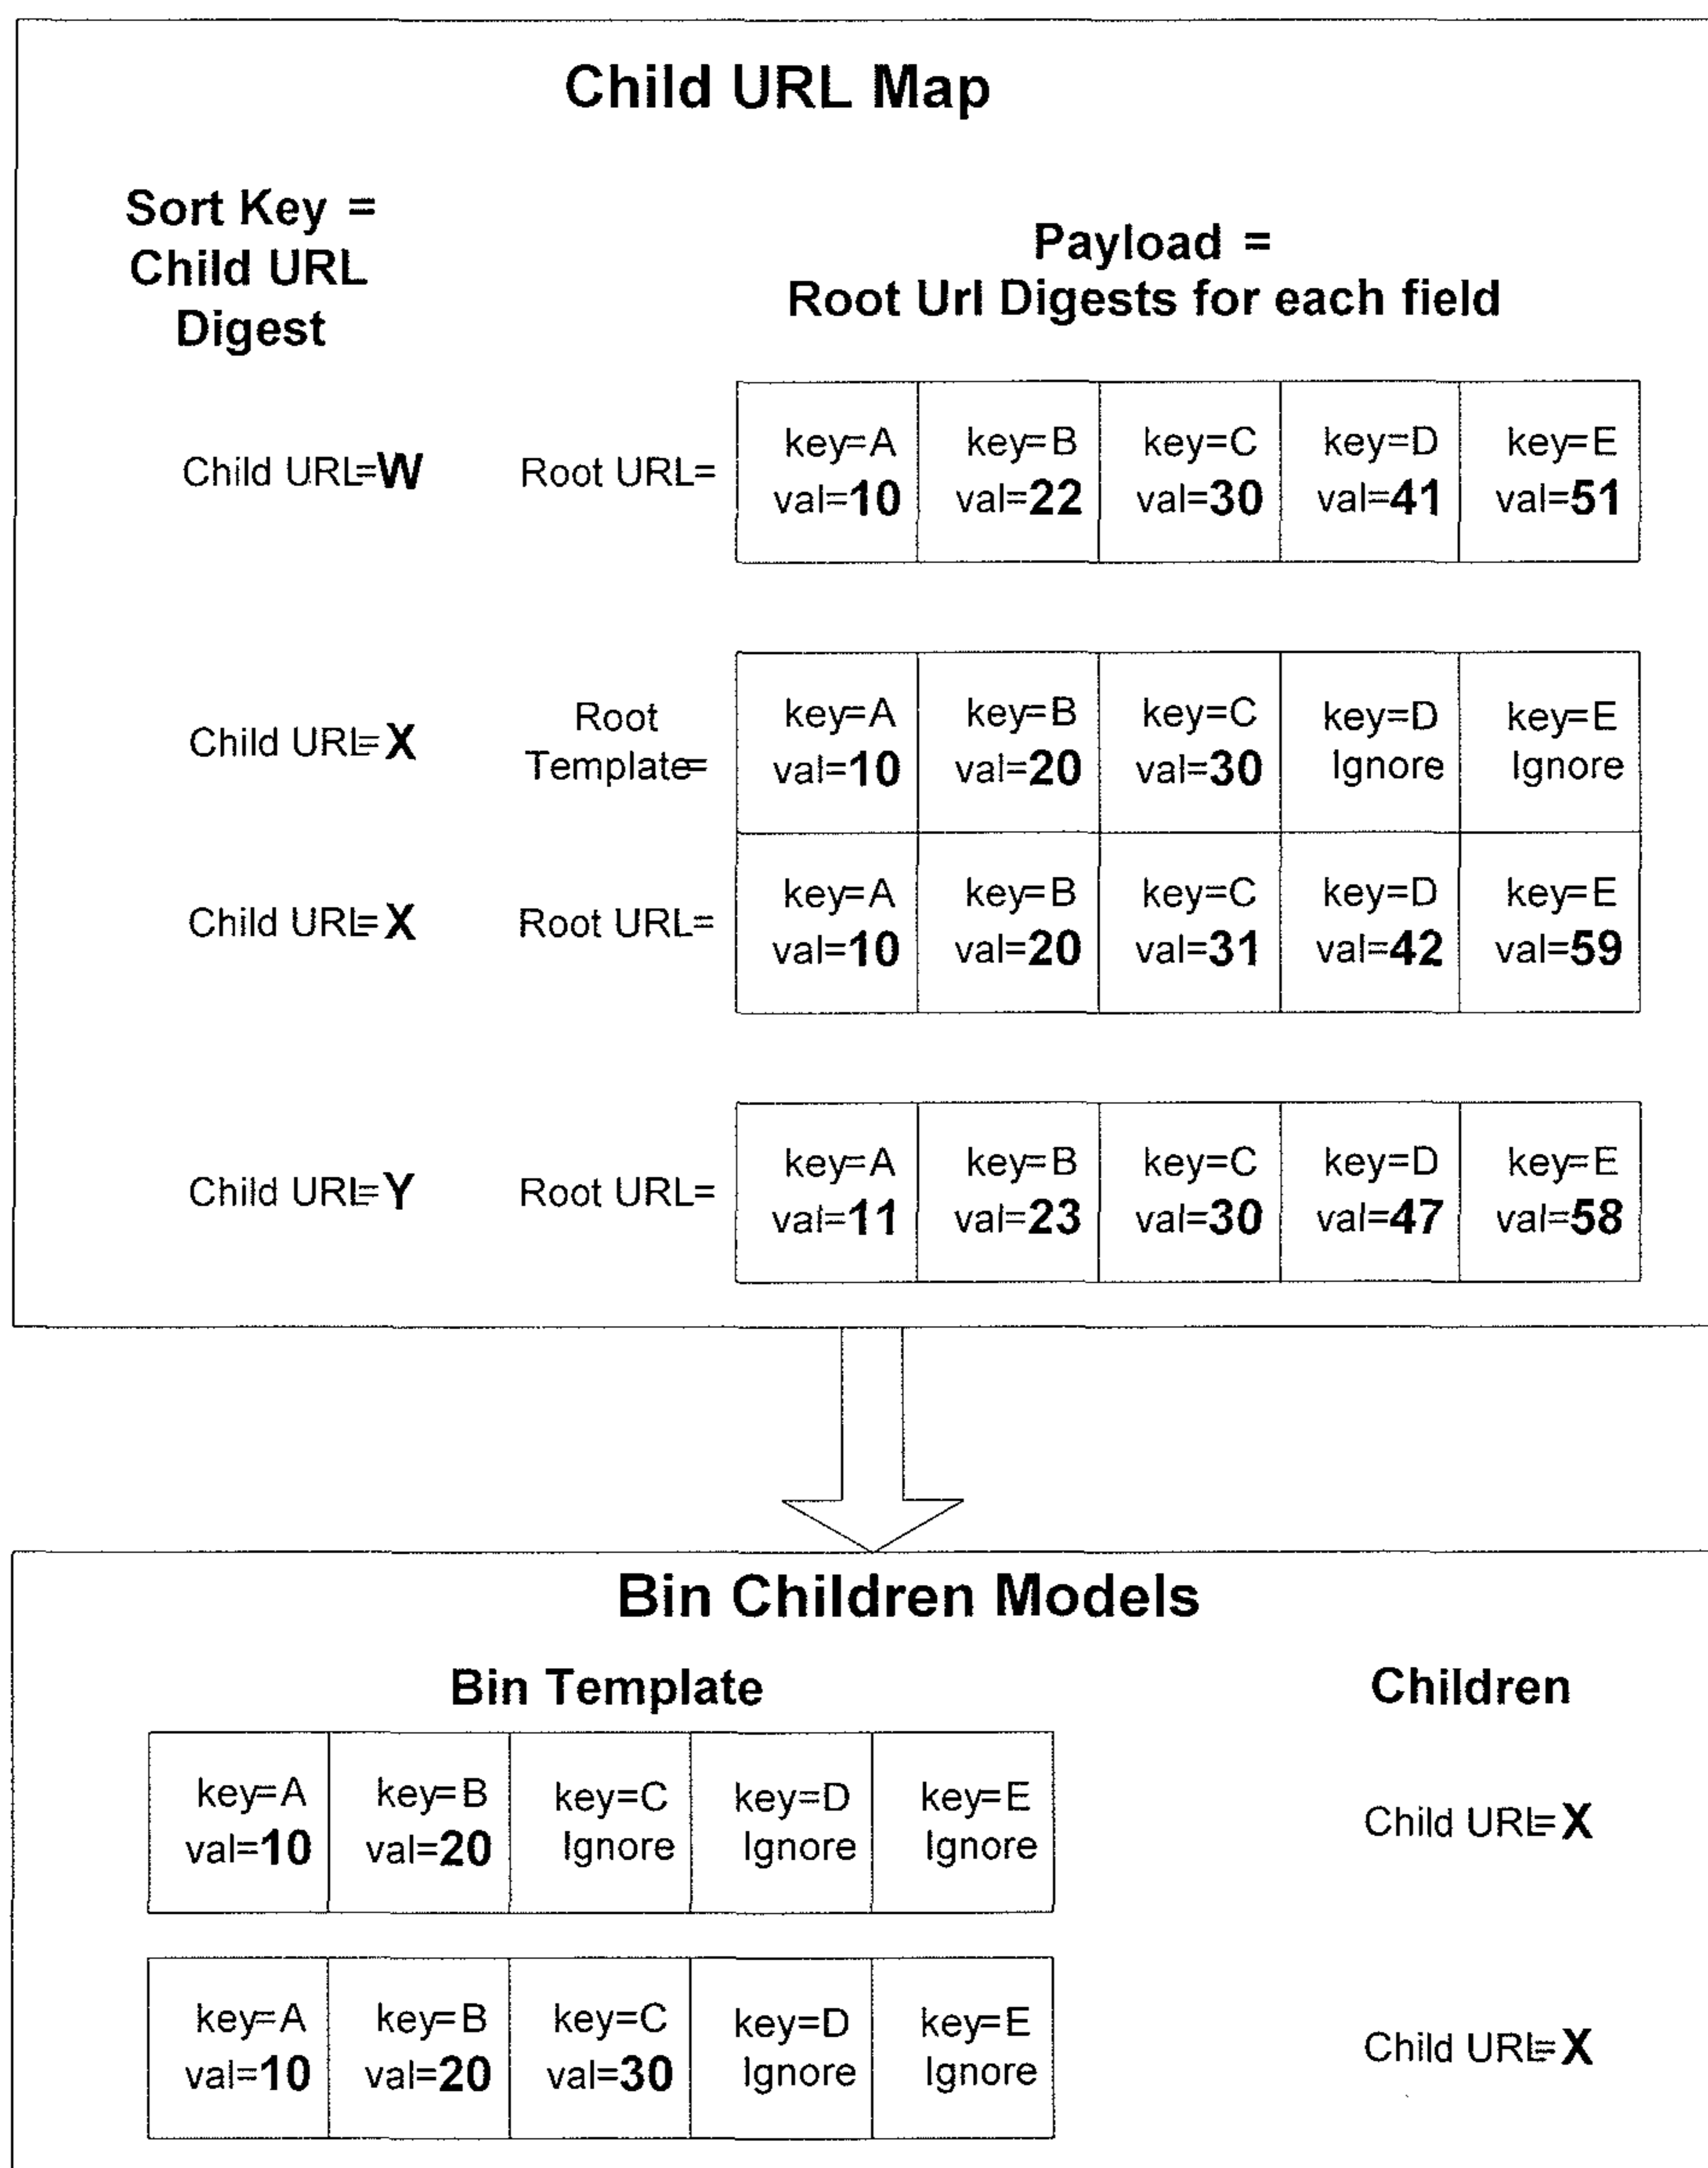 Child URL Map
Sort Key =
Child URL
Digest
Payload =
Root Url Digests for each field
Child URL=W Root URL=
key=A key=B key=C key=D key=E
val=10 val=22 val=30 val=41 val=51
Child URL=X Root
Template=
key=A key=B key=C key=D key=E
val=10 val=20 val=30 Ignore Ignore
Child URL=X Root URL=
key=A key=B key=C key=D key=E
val=10 val=20 val=31 val=42 val=59
Child URL=Y Root URL=
key=A key=B key=C key=D key=E
val=11 val=23 val=30 val=47 val=58
Bin Children Models
Bin Template Children
key=A key=B key=C key=D key=E
val=10 val=20 Ignore Ignore Ignore
Child URL=X
key=A key=B key=C key=D key=E
val=10 val=20 val=30 Ignore Ignore
Child URL=X